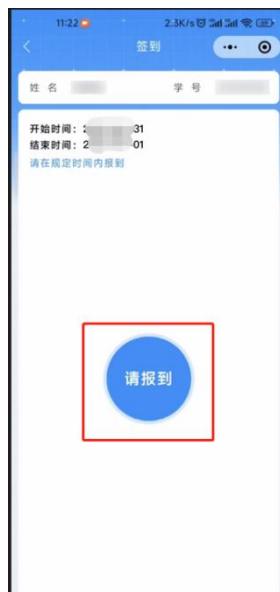 11:22 2.3K/s
签到
姓 名 学 号
开始时间： 31
结束时间：2 01
请在规定时间内报到
请报到